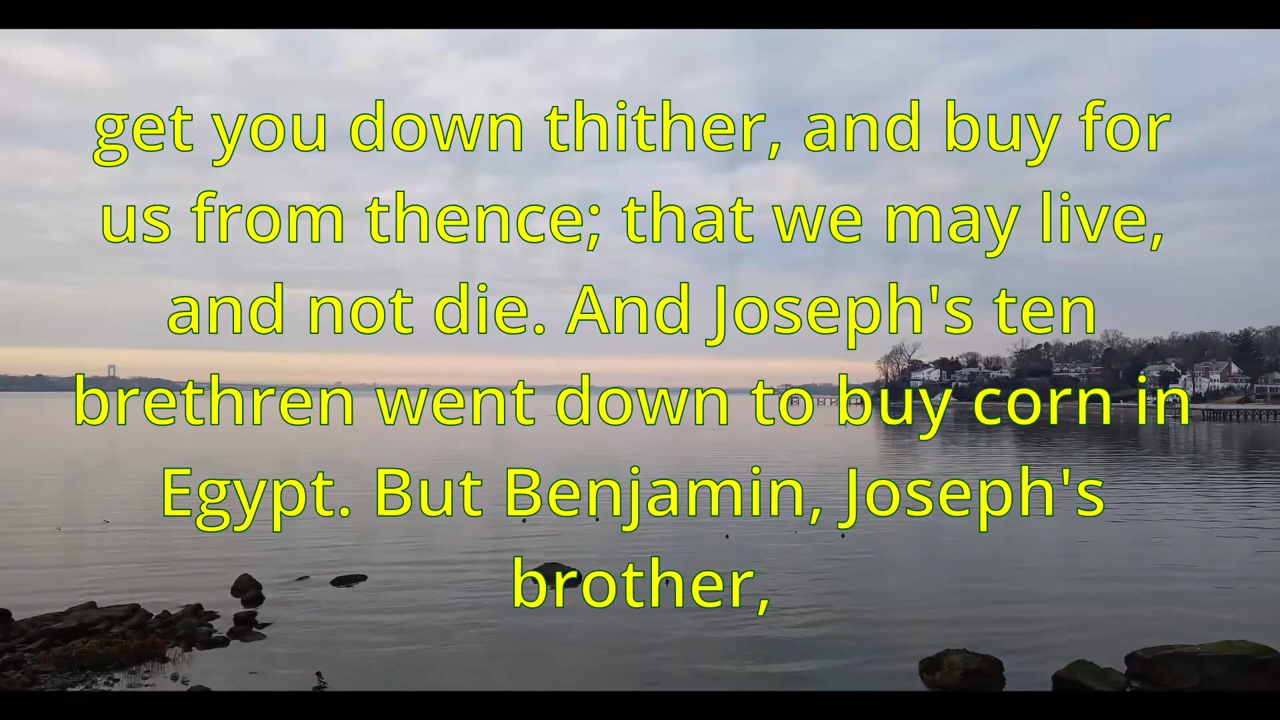 get you down thither, and buy for
us from thence; that we may live,
and not die. And Joseph's ten
brethren went down to buy corn in
Egypt. But Benjamin, Joseph's
brother,